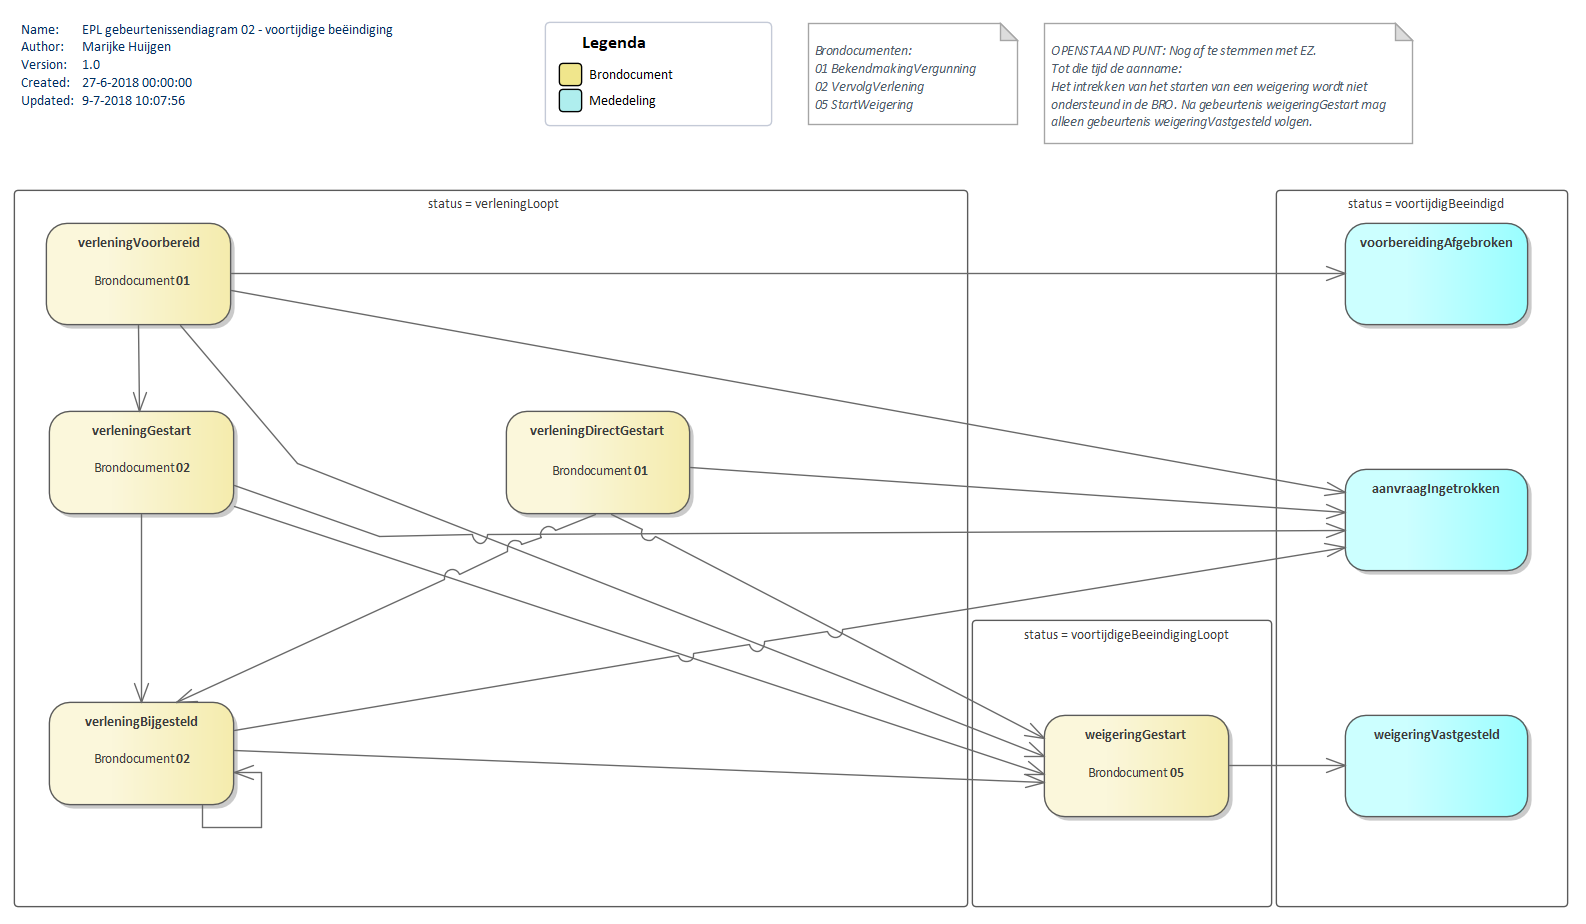 Name: EPL gebeurtenissendiagram 02 - voortijdige beëindiging
Author: Marijke Huijgen
Version: 1.0
Created: 27-6-2018 00:00:00
Updated: 9-7-2018 10:07:56
Legenda
Brondocument
Mededeling
Brondocumenten:
01 BekendmakingVergunning
02 VervolgVerlening
05 StartWeigering
OPENSTAAND PUNT: Nog af te stemmen met EZ.
Tot die tijd de aanname:
Het intrekken van het starten van een weigering wordt niet
ondersteund in de BRO. Na gebeurtenis weigeringGestart mag
alleen gebeurtenis weigeringVastgesteld volgen.
status = verleningLoopt
status = voortijdigBeeindigd
verleningVoorbereid
Brondocument 01
voorbereidingAfgebroken
verleningGestart
Brondocument 02
verleningDirectGestart
Brondocument 01
aanvraagIngetrokken
status = voortijdigeBeeindigingLoopt
verleningBijgesteld
Brondocument 02
weigeringGestart
Brondocument 05
weigeringVastgesteld